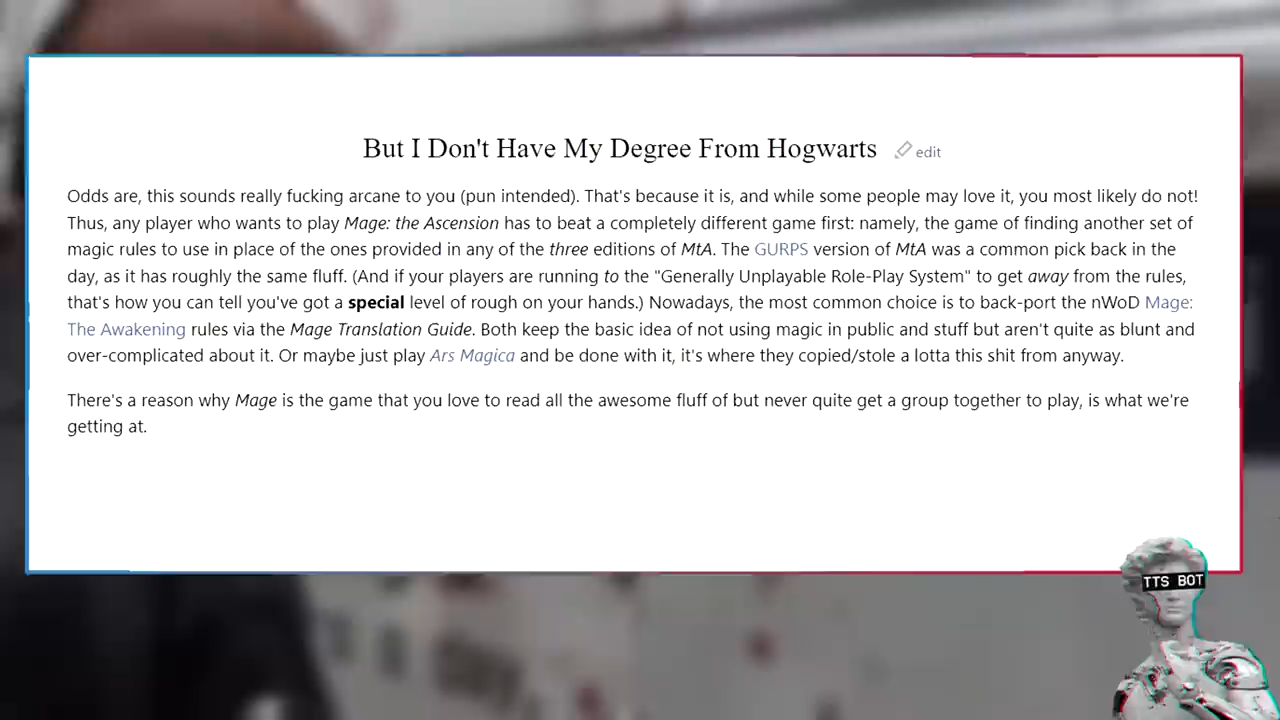 But I Don't Have My Degree From Hogwarts edit
Odds are, this sounds really fucking arcane to you (pun intended). That's because it is, and while some people may love it, you most likely do not!
Thus, any player who wants to play Mage: the Ascension has to beat a completely different game first: namely, the game of finding another set of
magic rules to use in place of the ones provided in any of the three editions of MtA. The GURPS version of MtA was a common pick back in the
day, as it has roughly the same fluff. (And if your players are running to the "Generally Unplayable Role-Play System" to get away from the rules,
that's how you can tell you've got a special level of rough on your hands.) Nowadays, the most common choice is to back-port the nWoD Mage:
The Awakening rules via the Mage Translation Guide. Both keep the basic idea of not using magic in public and stuff but aren't quite as blunt and
over-complicated about it. Or maybe just play Ars Magica and be done with it, it's where they copied/stole a lotta this shit from anyway.
There's a reason why Mage is the game that you love to read all the awesome fluff of but never quite get a group together to play, is what we're
getting at.
TTS BOT